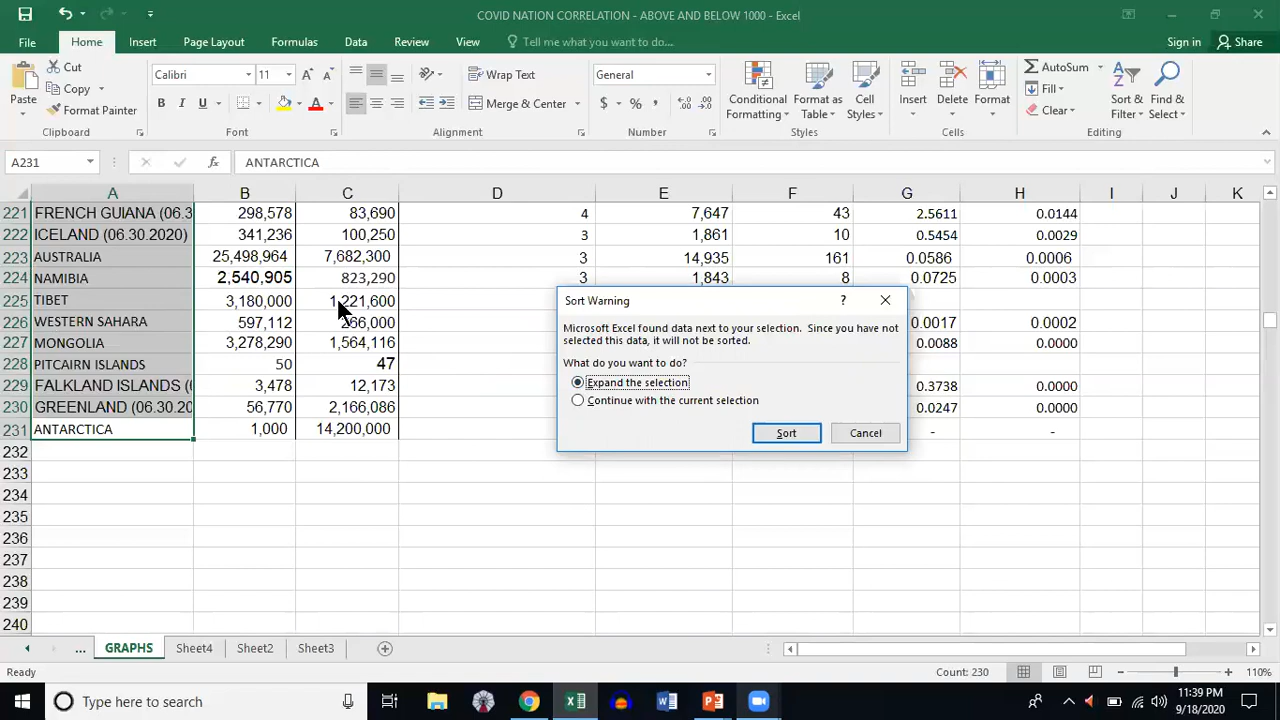 COVID NATION CORRELATION - ABOVE AND BELOW 1000 - Excel
File Home Insert Page Layout Formulas Data Review View Tell me what you want to do... Sign in Share
Paste Cut Copy Format Painter
Calibri 11 A A
B I U A
Wrap Text
Merge & Center
General
$ % ,
Conditional Formatting Format as Table Cell Styles
Insert Delete Format
AutoSum Fill Clear
Sort & Filter Find & Select
Clipboard Font Alignment Number Styles Cells Editing
A231 fx ANTARCTICA
A B C D E F G H I J K
221 FRENCH GUIANA (06.3 298,578 83,690 4 7,647 43 2.5611 0.0144
222 ICELAND (06.30.2020) 341,236 100,250 3 1,861 10 0.5454 0.0029
223 AUSTRALIA 25,498,964 7,682,300 3 14,935 161 0.0586 0.0006
224 NAMIBIA 2,540,905 823,290 3 1,843 8 0.0725 0.0003
225 TIBET 3,180,000 1,221,600
226 WESTERN SAHARA 597,112 266,000 0.0017 0.0002
227 MONGOLIA 3,278,290 1,564,116 0.0088 0.0000
228 PITCAIRN ISLANDS 50 47
229 FALKLAND ISLANDS ( 3,478 12,173 0.3738 0.0000
230 GREENLAND (06.30.20 56,770 2,166,086 0.0247 0.0000
231 ANTARCTICA 1,000 14,200,000 - -
232
233
234
235
236
237
238
239
240
Sort Warning ?
Microsoft Excel found data next to your selection. Since you have not
selected this data, it will not be sorted.
What do you want to do?
Expand the selection
Continue with the current selection
Sort Cancel
... GRAPHS Sheet4 Sheet2 Sheet3
Ready Count: 230 110%
Type here to search
11:39 PM
9/18/2020